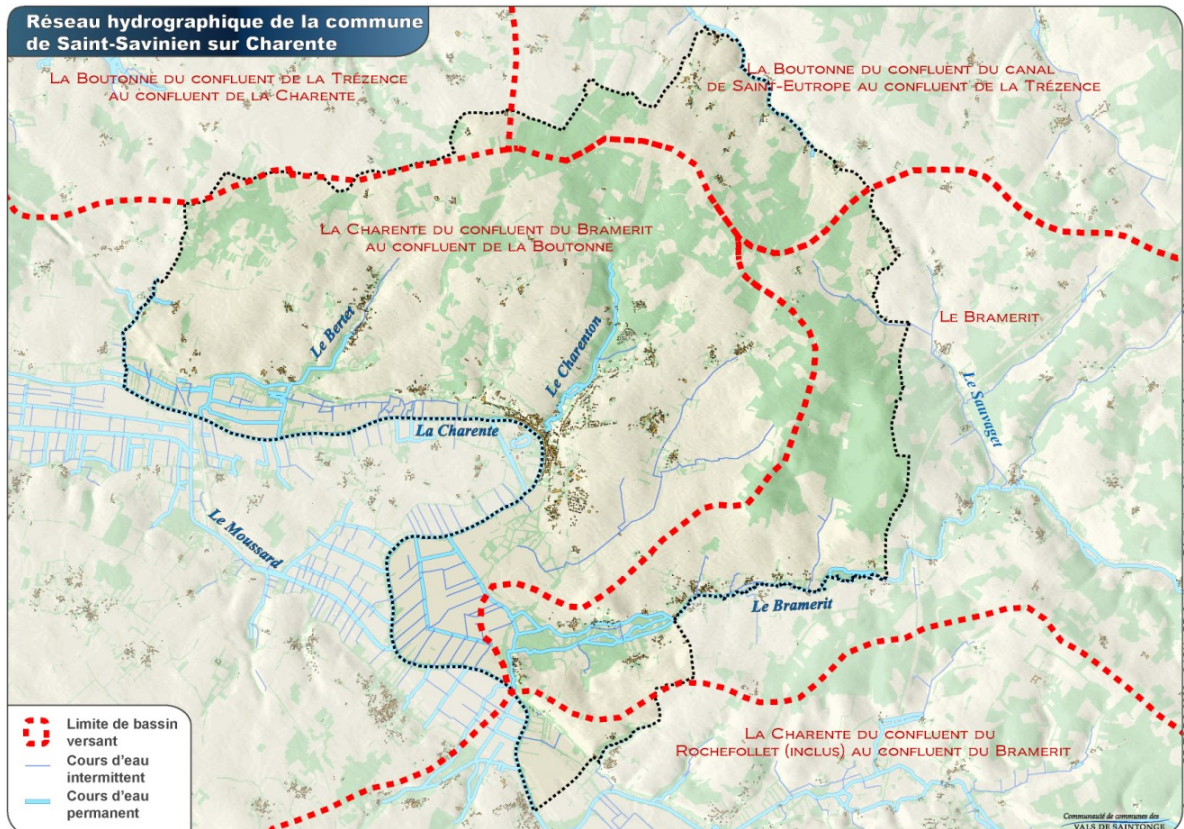 Réseau hydrographique de la commune
de Saint-Savinien sur Charente
LA BOUTONNE DU CONFLUENT DE LA TRÉZENCE
AU CONFLUENT DE LA CHARENTE
LA BOUTONNE DU CONFLUENT DU CANAL
DE SAINT-EUTROPE AU CONFLUENT DE LA TRÉZENCE
LA CHARENTE DU CONFLUENT DU BRAMERIT
AU CONFLUENT DE LA BOUTONNE
LE BRAMERIT
Le Bertet
Le Charenton
Le Sauvaget
La Charente
Le Moussard
Le Bramerit
LA CHARENTE DU CONFLUENT DU
ROCHEFOLLET (INCLUS) AU CONFLUENT DU BRAMERIT
Limite de bassin
versant
Cours d'eau
intermittent
Cours d'eau
permanent
Communauté de communes des
VALS DE SAINTONGE